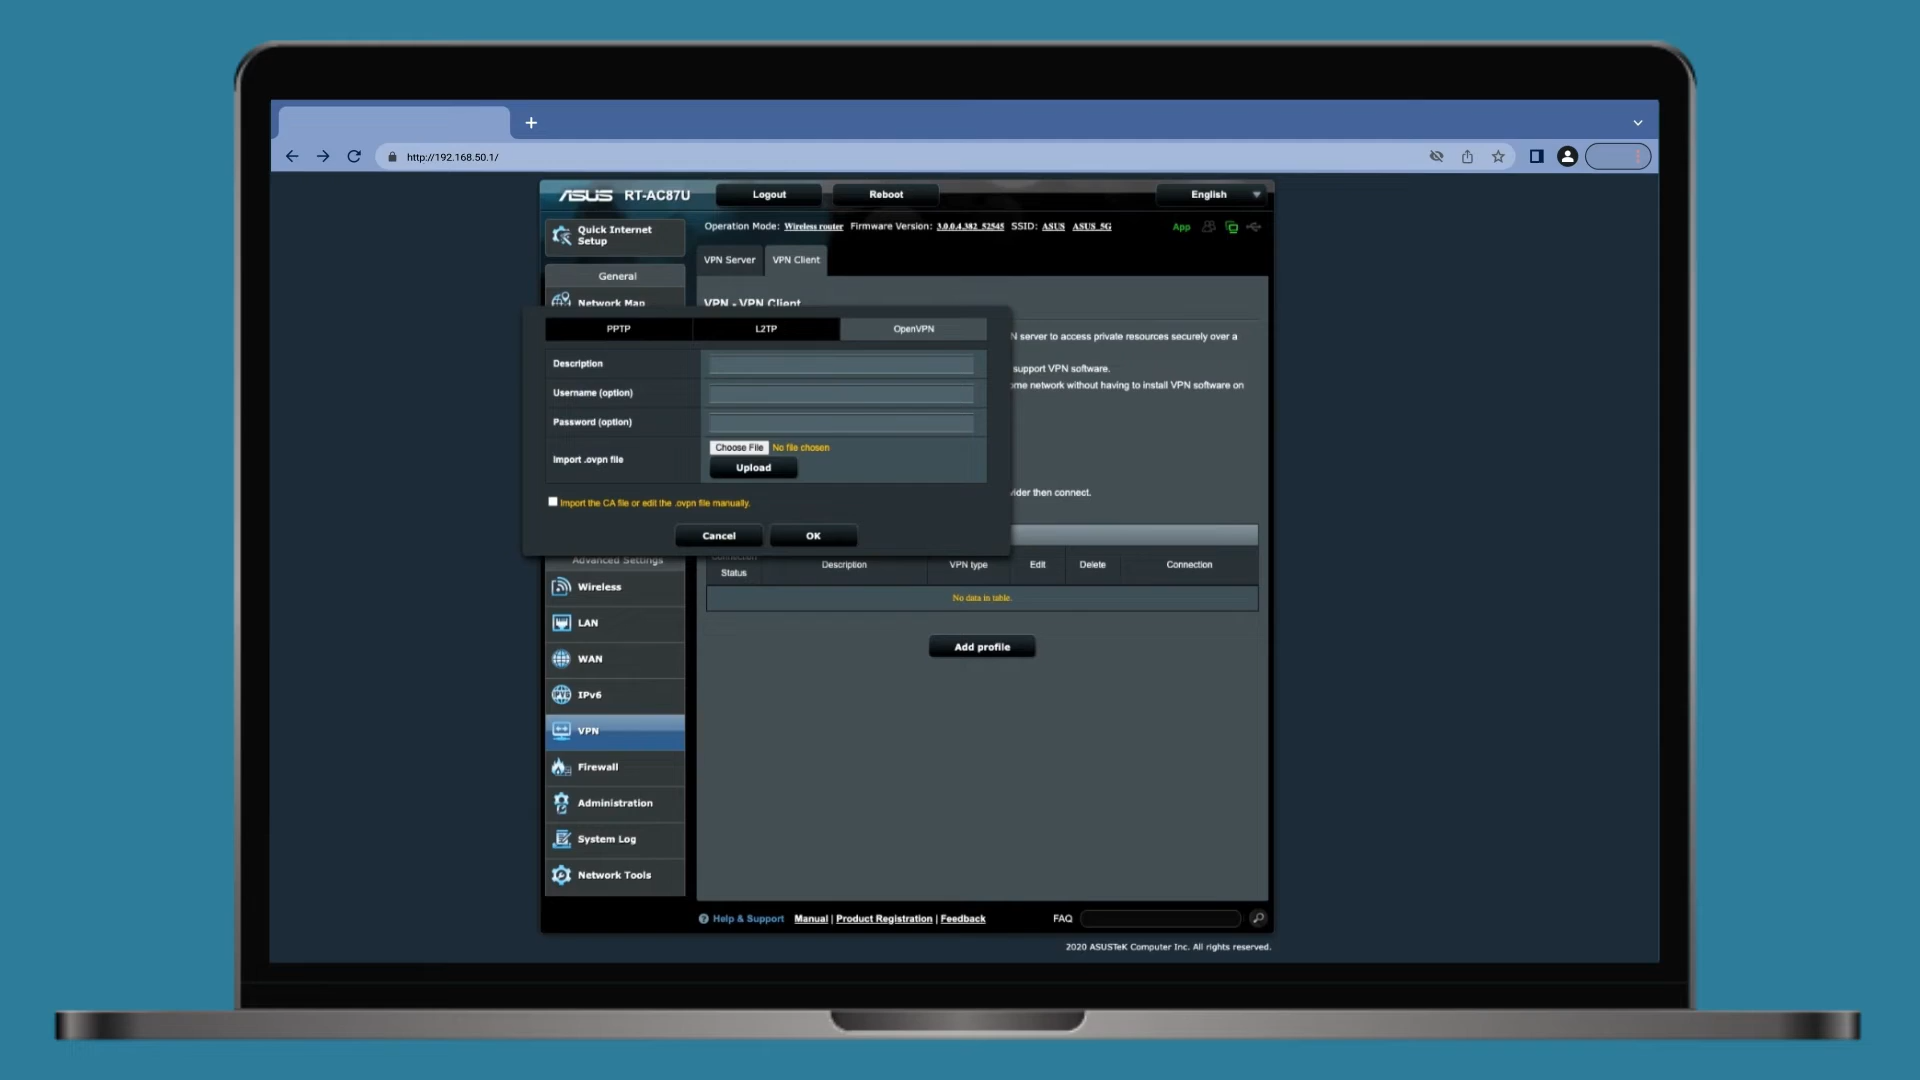 http://192.168.50.1/
ASUS RT-AC87U Logout Reboot English
Quick Internet Setup
Operation Mode: Wireless router Firmware Version: 3.0.0.4.382_52545 SSID: ASUS ASUS_5G App
VPN Server VPN Client
General
Network Map
VPN - VPN Client
PPTP L2TP OpenVPN
N server to access private resources securely over a
Description
support VPN software.
ome network without having to install VPN software on
Username (option)
Password (option)
Choose File No file chosen
Import .ovpn file
Upload
vider then connect.
Import the CA file or edit the .ovpn file manually.
Cancel OK
Advanced Settings
Connection Status Description VPN type Edit Delete Connection
No data in table.
Wireless
LAN
Add profile
WAN
IPv6
VPN
Firewall
Administration
System Log
Network Tools
Help & Support Manual | Product Registration | Feedback FAQ
2020 ASUSTeK Computer Inc. All rights reserved.